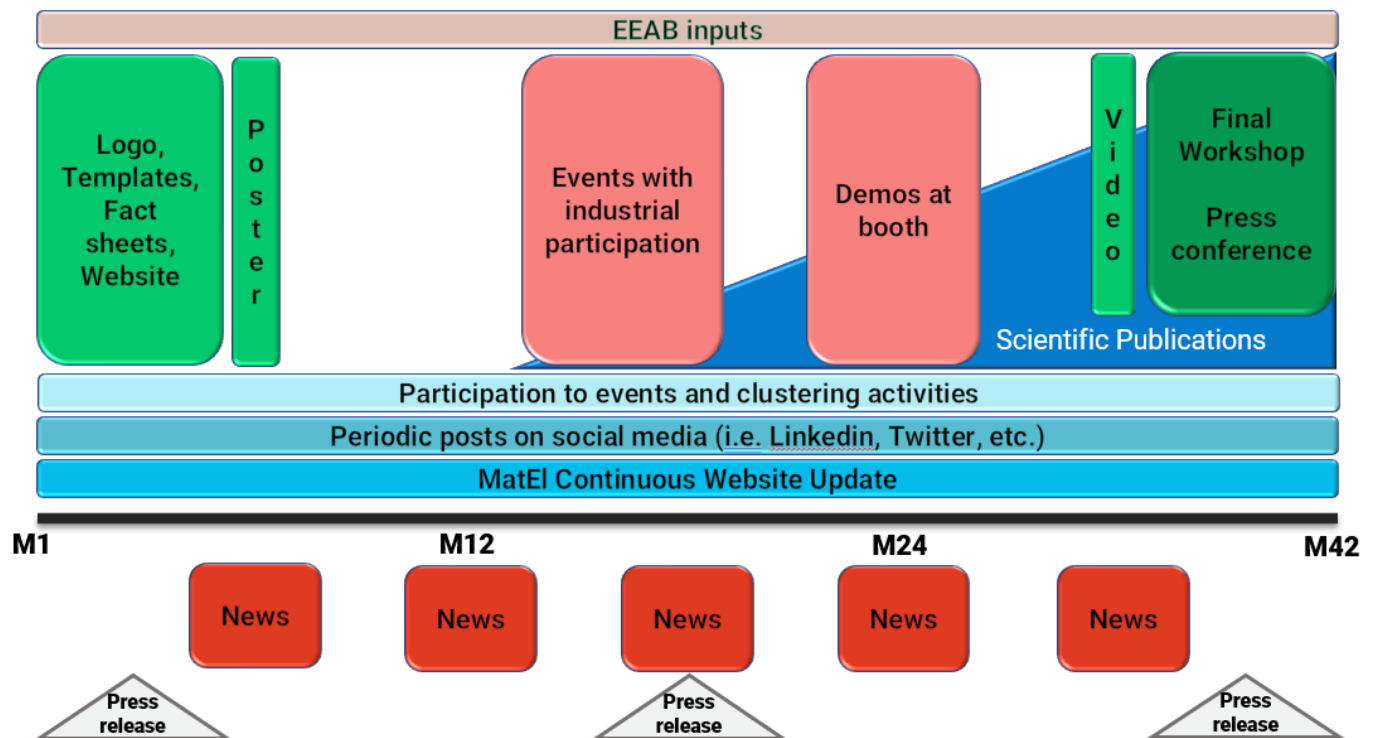 EEAB inputs
Logo,
Templates,
Fact
sheets,
Website
Poster
Events with
industrial
participation
Demos at
booth
Video
Final
Workshop
Press
conference
Scientific Publications
Participation to events and clustering activities
Periodic posts on social media (i.e. Linkedin, Twitter, etc.)
MatEl Continuous Website Update
M1
M12
M24
M42
News
News
News
News
News
Press
release
Press
release
Press
release